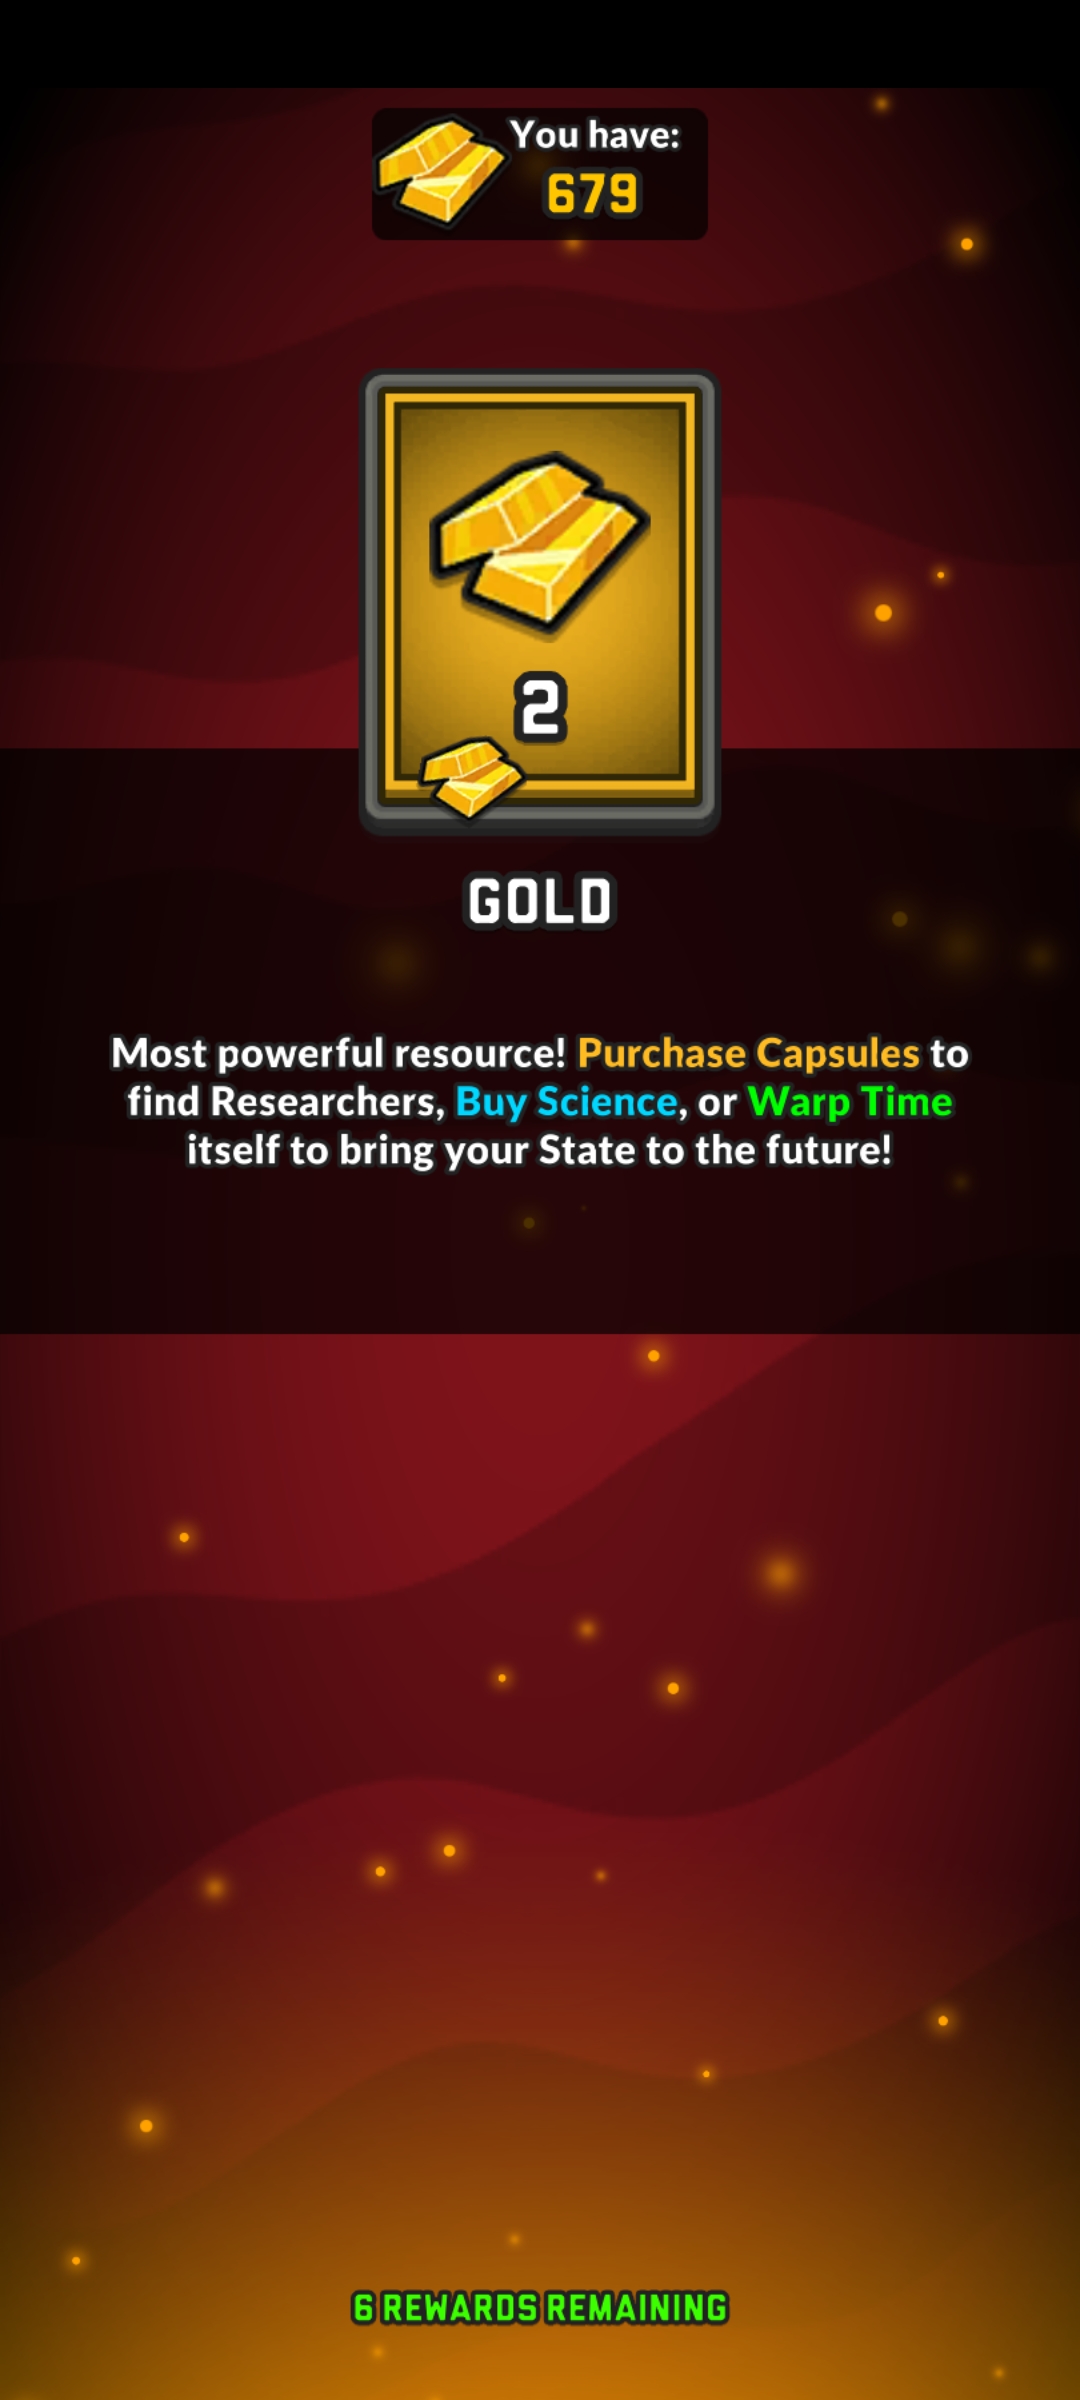 You have:
679
2
GOLD
Most powerful resource! Purchase Capsules to
find Researchers, Buy Science, or Warp Time
itself to bring your State to the future!
6 REWARDS REMAINING